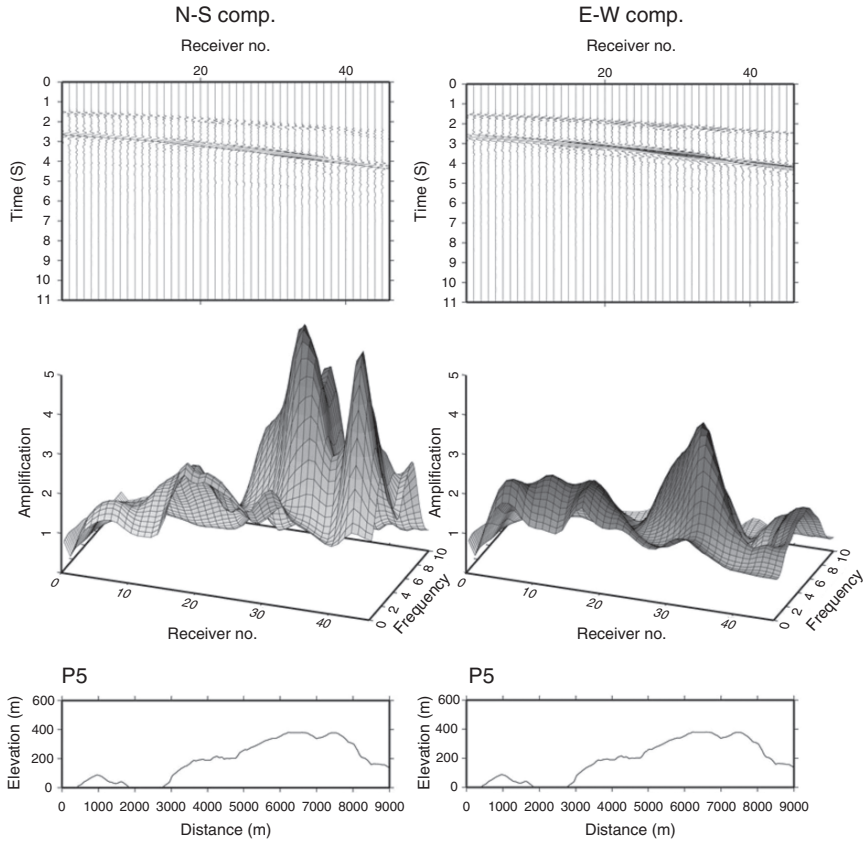 N-S comp.
E-W comp.
Receiver no.
Receiver no.
20 40
20 40
Time (S)
0
1
2
3
4
5
6
7
8
9
10
11
Time (S)
0
1
2
3
4
5
6
7
8
9
10
11
Amplification
5
4
3
2
1
0 10 20 30 40
Receiver no.
0 2 4 6 8 10
Frequency
Amplification
5
4
3
2
1
0 10 20 30 40
Receiver no.
0 2 4 6 8 10
Frequency
P5
Elevation (m)
600
400
200
0
0 1000 2000 3000 4000 5000 6000 7000 8000 9000
Distance (m)
P5
Elevation (m)
600
400
200
0
0 1000 2000 3000 4000 5000 6000 7000 8000 9000
Distance (m)